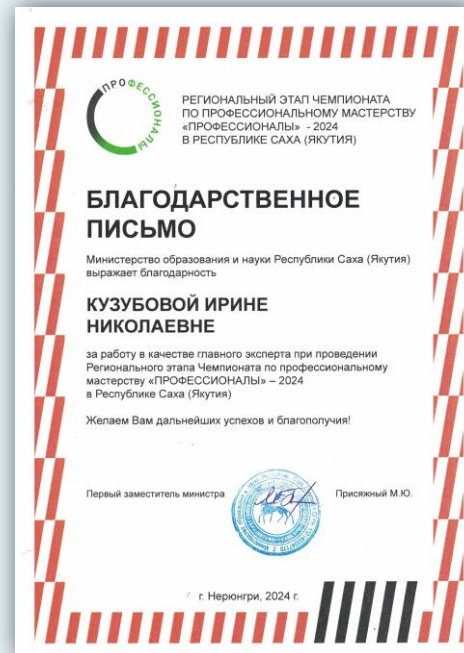 ПРОФЕССИОНАЛЫ
РЕГИОНАЛЬНЫЙ ЭТАП ЧЕМПИОНАТА
ПО ПРОФЕССИОНАЛЬНОМУ МАСТЕРСТВУ
«ПРОФЕССИОНАЛЫ» - 2024
В РЕСПУБЛИКЕ САХА (ЯКУТИЯ)
БЛАГОДАРСТВЕННОЕ
ПИСЬМО
Министерство образования и науки Республики Саха (Якутия)
выражает благодарность
КУЗУБОВОЙ ИРИНЕ
НИКОЛАЕВНЕ
за работу в качестве главного эксперта при проведении
Регионального этапа Чемпионата по профессиональному
мастерству «ПРОФЕССИОНАЛЫ» – 2024
в Республике Саха (Якутия)
Желаем Вам дальнейших успехов и благополучия!
Первый заместитель министра
Присяжный М.Ю.
г. Нерюнгри, 2024 г.